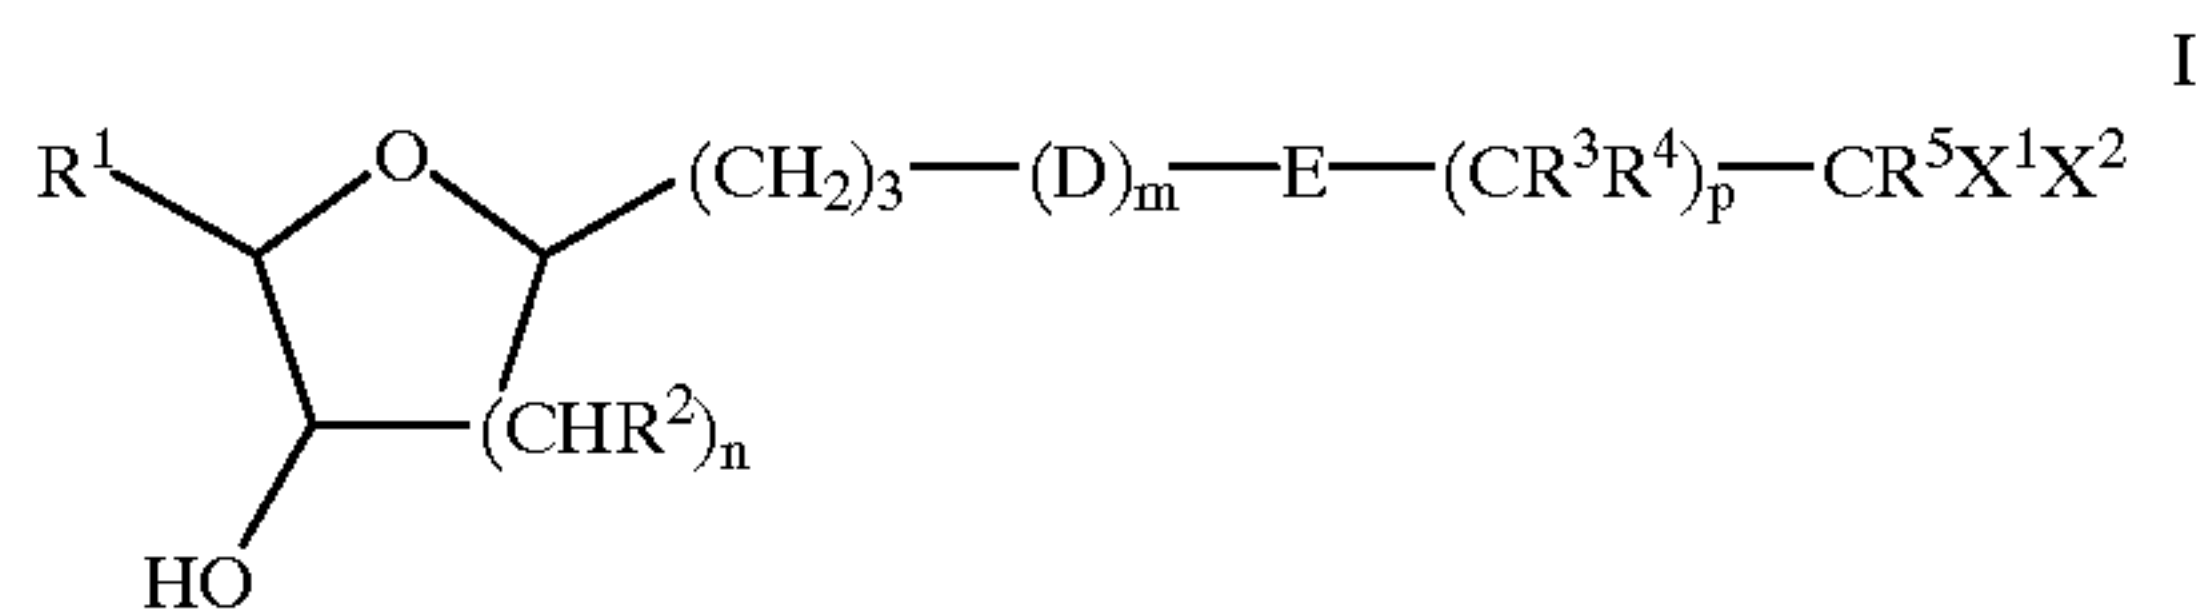 I
R¹ O (CH₂)₃—(D)ₘ—E—(CR³R⁴)ₚ—CR⁵X¹X²
(CHR²)ₙ
HO